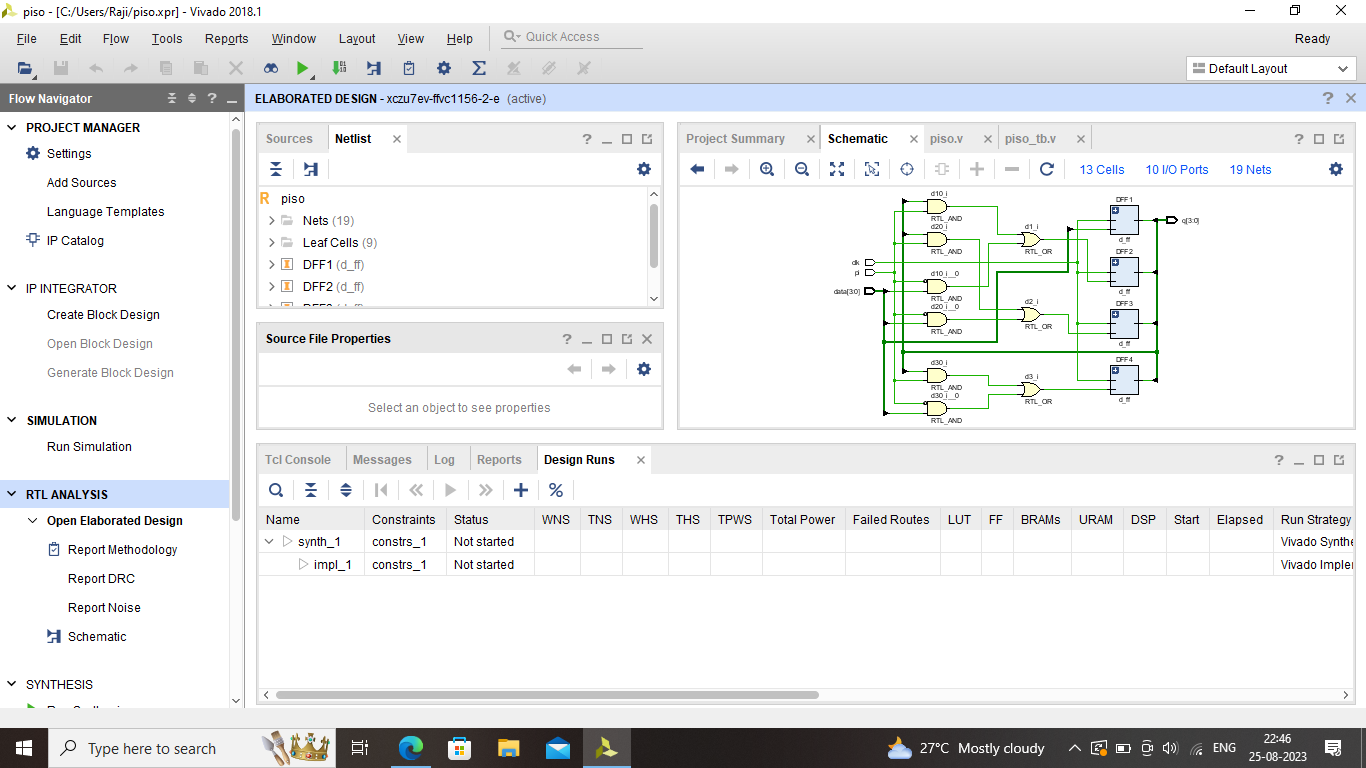 piso - [C:/Users/Raji/piso.xpr] - Vivado 2018.1
File Edit Flow Tools Reports Window Layout View Help Quick Access Ready
Default Layout
Flow Navigator
PROJECT MANAGER
Settings
Add Sources
Language Templates
IP Catalog
IP INTEGRATOR
Create Block Design
Open Block Design
Generate Block Design
SIMULATION
Run Simulation
RTL ANALYSIS
Open Elaborated Design
Report Methodology
Report DRC
Report Noise
Schematic
SYNTHESIS
ELABORATED DESIGN - xczu7ev-ffvc1156-2-e (active)
Sources Netlist
piso
Nets (19)
Leaf Cells (9)
DFF1 (d_ff)
DFF2 (d_ff)
Source File Properties
Select an object to see properties
Project Summary Schematic piso.v piso_tb.v
13 Cells 10 I/O Ports 19 Nets
d10_i
RTL_AND
d20_i
RTL_AND
d10_i__0
RTL_AND
d20_i__0
RTL_AND
d30_i
RTL_AND
d30_i__0
RTL_AND
clk
pi
data[3:0]
d1_i
RTL_OR
d2_i
RTL_OR
d3_i
RTL_OR
DFF1
d_ff
DFF2
d_ff
DFF3
d_ff
DFF4
d_ff
q[3:0]
Tcl Console Messages Log Reports Design Runs
Name Constraints Status WNS TNS WHS THS TPWS Total Power Failed Routes LUT FF BRAMs URAM DSP Start Elapsed Run Strategy
synth_1 constrs_1 Not started Vivado Synthe
impl_1 constrs_1 Not started Vivado Imple
Type here to search
27°C Mostly cloudy
ENG
22:46
25-08-2023